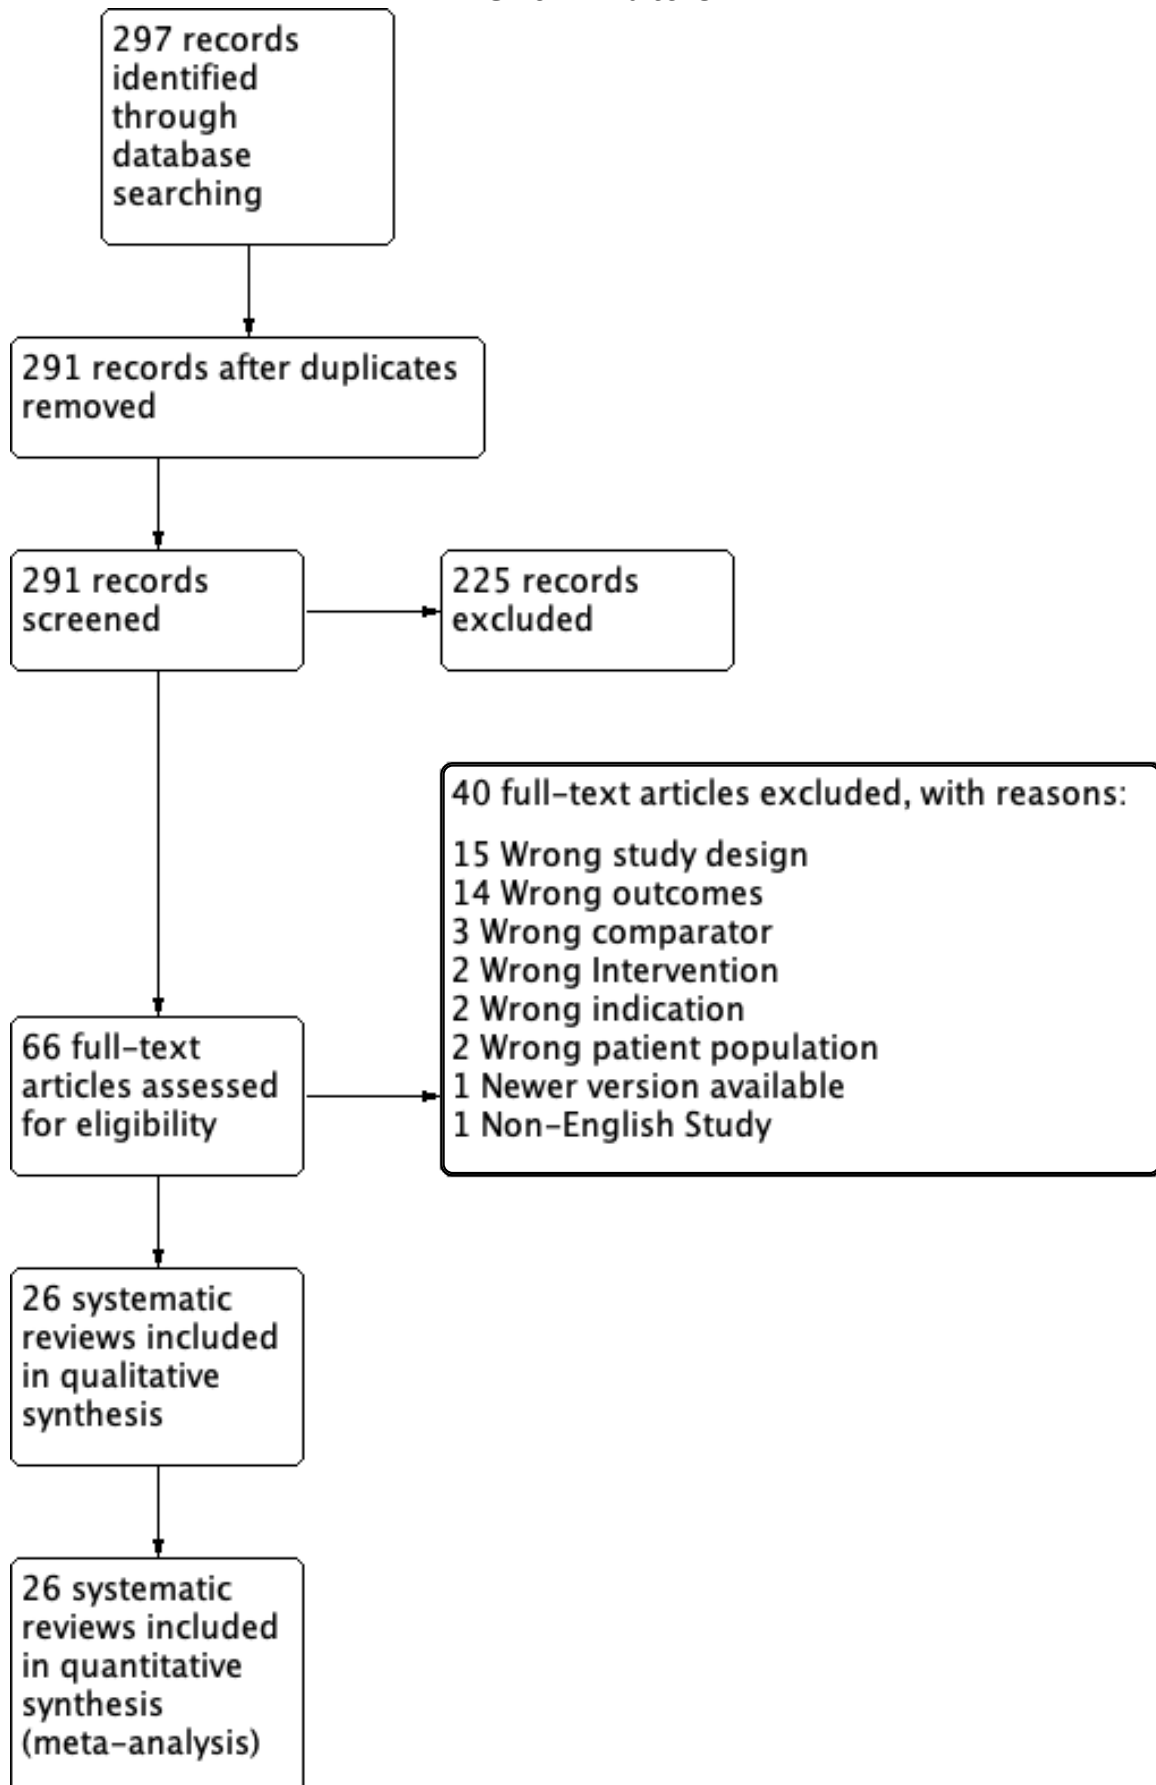 297 records
identified
through
database
searching
291 records after duplicates
removed
291 records
screened
225 records
excluded
40 full-text articles excluded, with reasons:
15 Wrong study design
14 Wrong outcomes
3 Wrong comparator
2 Wrong Intervention
2 Wrong indication
2 Wrong patient population
1 Newer version available
1 Non-English Study
66 full-text
articles assessed
for eligibility
26 systematic
reviews included
in qualitative
synthesis
26 systematic
reviews included
in quantitative
synthesis
(meta-analysis)